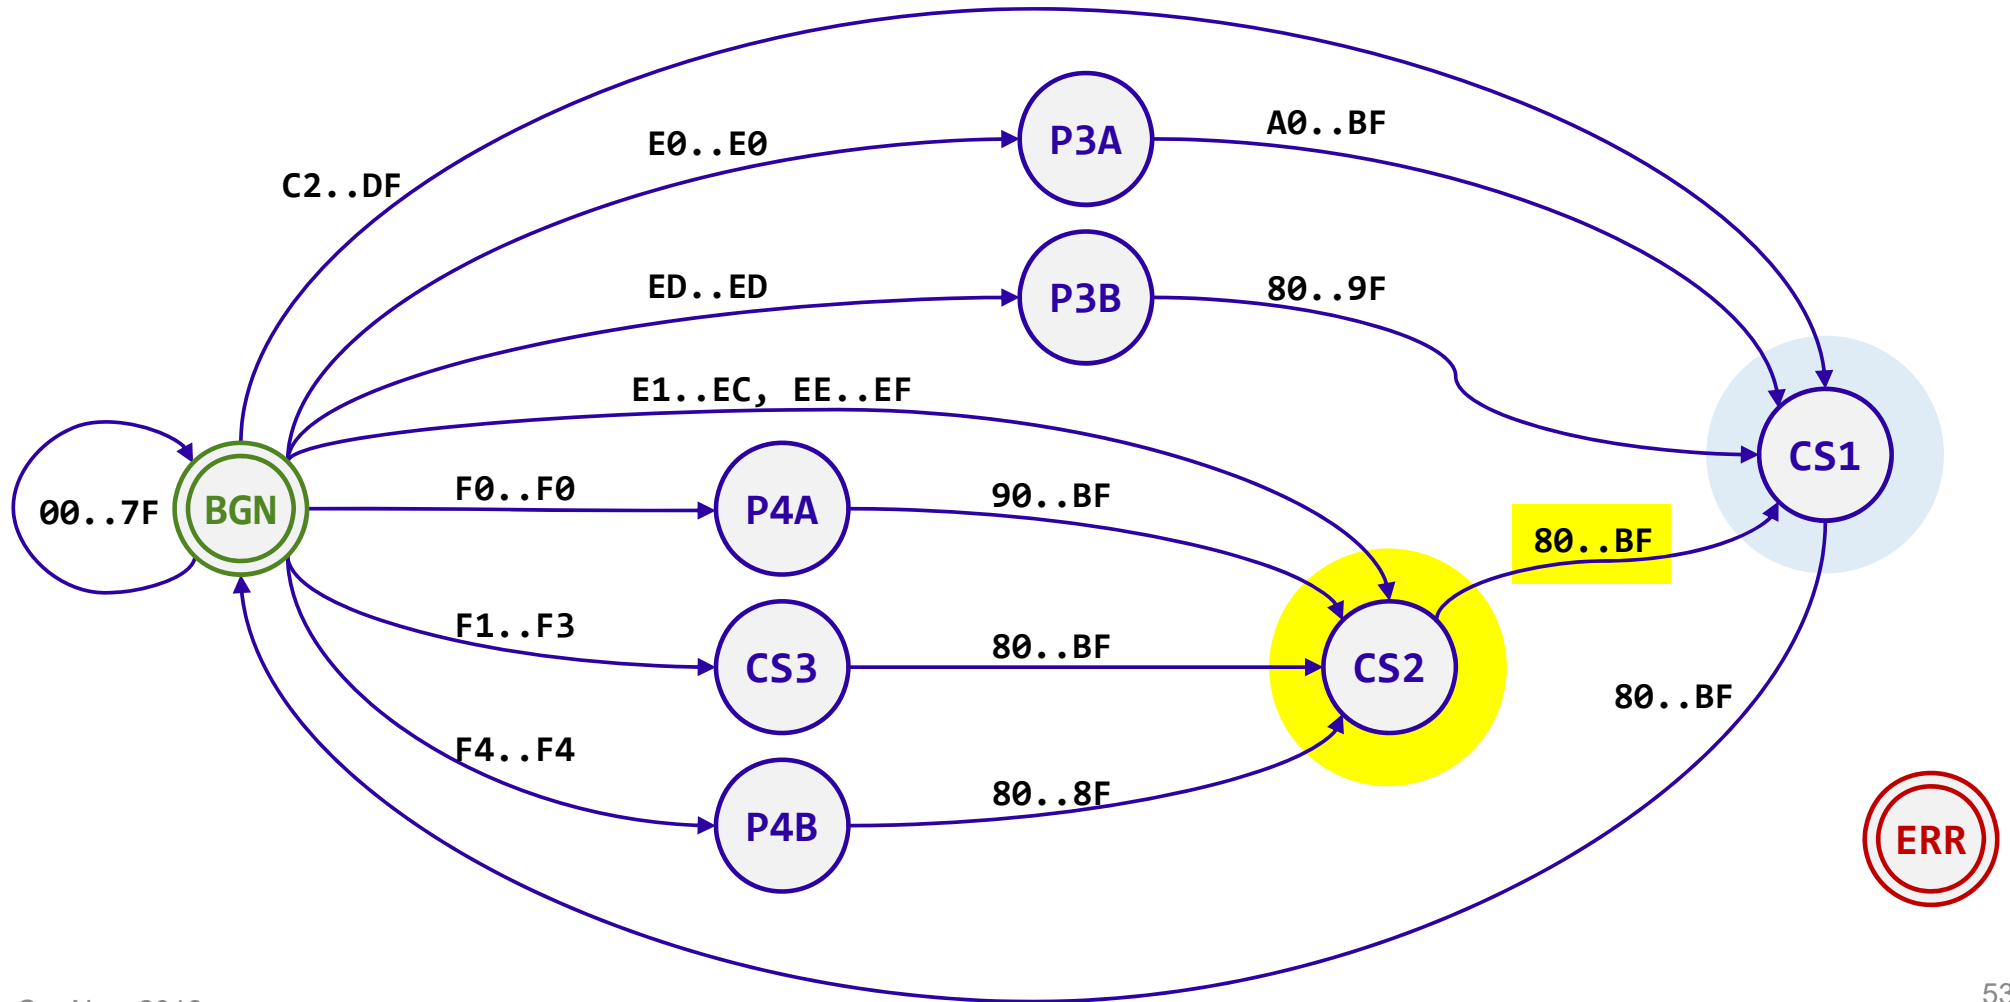 C2..DF
E0..E0
P3A
A0..BF
ED..ED
P3B
80..9F
E1..EC, EE..EF
00..7F
BGN
F0..F0
P4A
90..BF
80..BF
CS1
F1..F3
CS3
80..BF
CS2
80..BF
F4..F4
P4B
80..8F
ERR
53